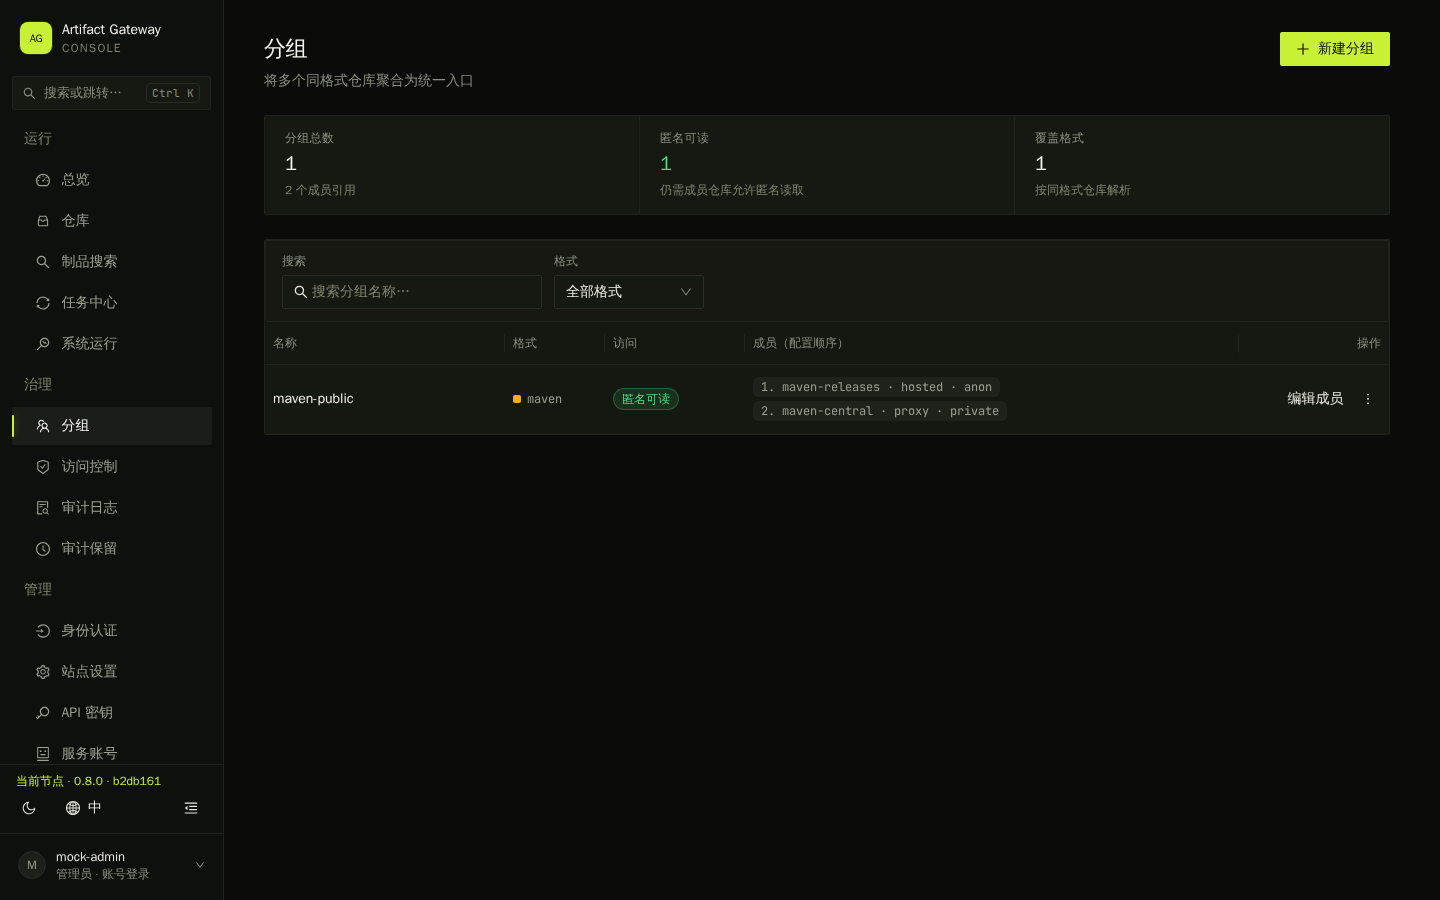 AG
Artifact Gateway
CONSOLE
搜索或跳转… Ctrl K
运行
总览
仓库
制品搜索
任务中心
系统运行
治理
分组
访问控制
审计日志
审计保留
管理
身份认证
站点设置
API 密钥
服务账号
当前节点 · 0.8.0 · b2db161
中
M
mock-admin
管理员 · 账号登录
分组
将多个同格式仓库聚合为统一入口
新建分组
分组总数
1
2 个成员引用
匿名可读
1
仍需成员仓库允许匿名读取
覆盖格式
1
按同格式仓库解析
搜索
搜索分组名称…
格式
全部格式
名称 格式 访问 成员（配置顺序） 操作
maven-public maven 匿名可读
1. maven-releases · hosted · anon
2. maven-central · proxy · private
编辑成员